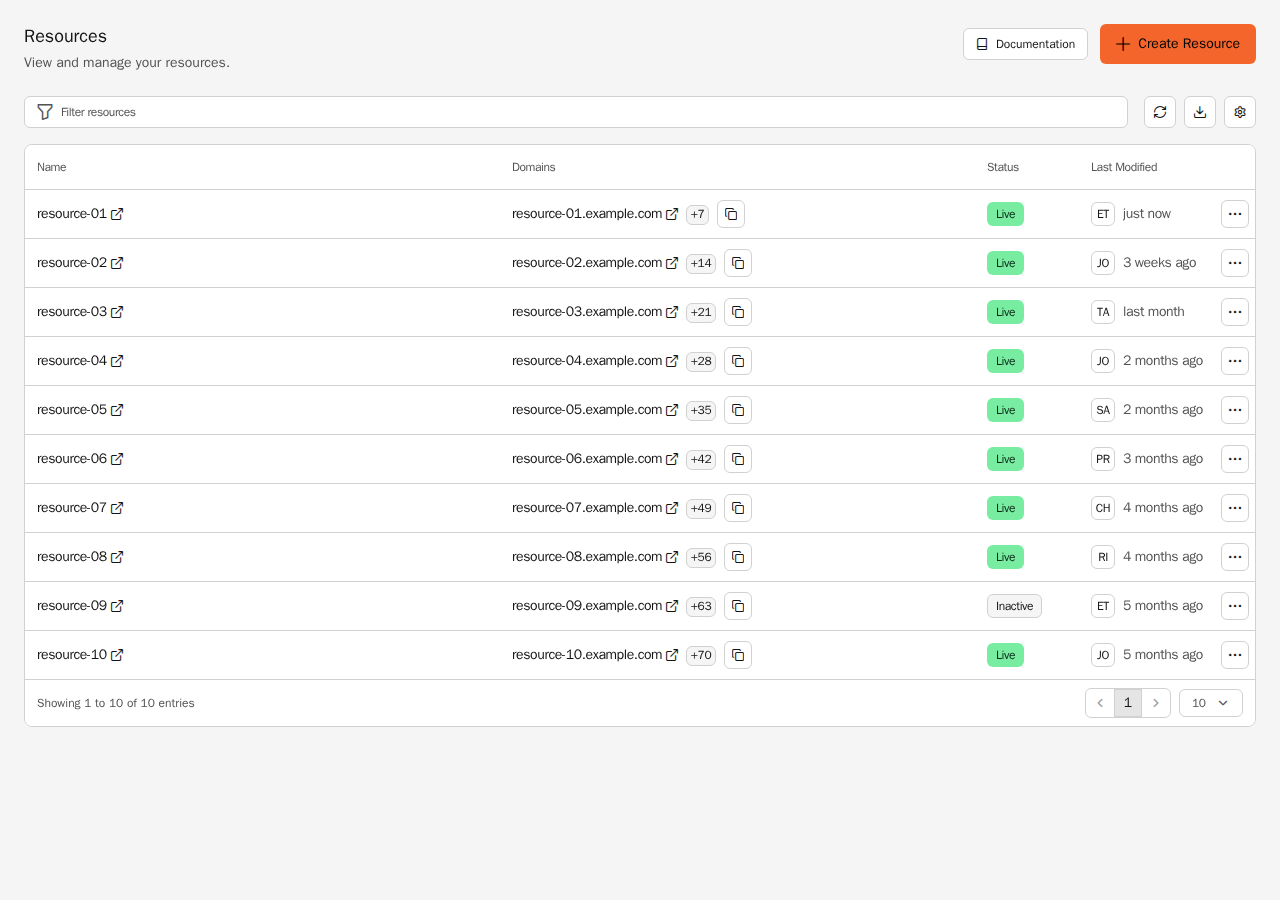 Resources
View and manage your resources.
Documentation
Create Resource
Filter resources
Name Domains Status Last Modified
resource-01 resource-01.example.com +7 Live ET just now
resource-02 resource-02.example.com +14 Live JO 3 weeks ago
resource-03 resource-03.example.com +21 Live TA last month
resource-04 resource-04.example.com +28 Live JO 2 months ago
resource-05 resource-05.example.com +35 Live SA 2 months ago
resource-06 resource-06.example.com +42 Live PR 3 months ago
resource-07 resource-07.example.com +49 Live CH 4 months ago
resource-08 resource-08.example.com +56 Live RI 4 months ago
resource-09 resource-09.example.com +63 Inactive ET 5 months ago
resource-10 resource-10.example.com +70 Live JO 5 months ago
Showing 1 to 10 of 10 entries 1 10